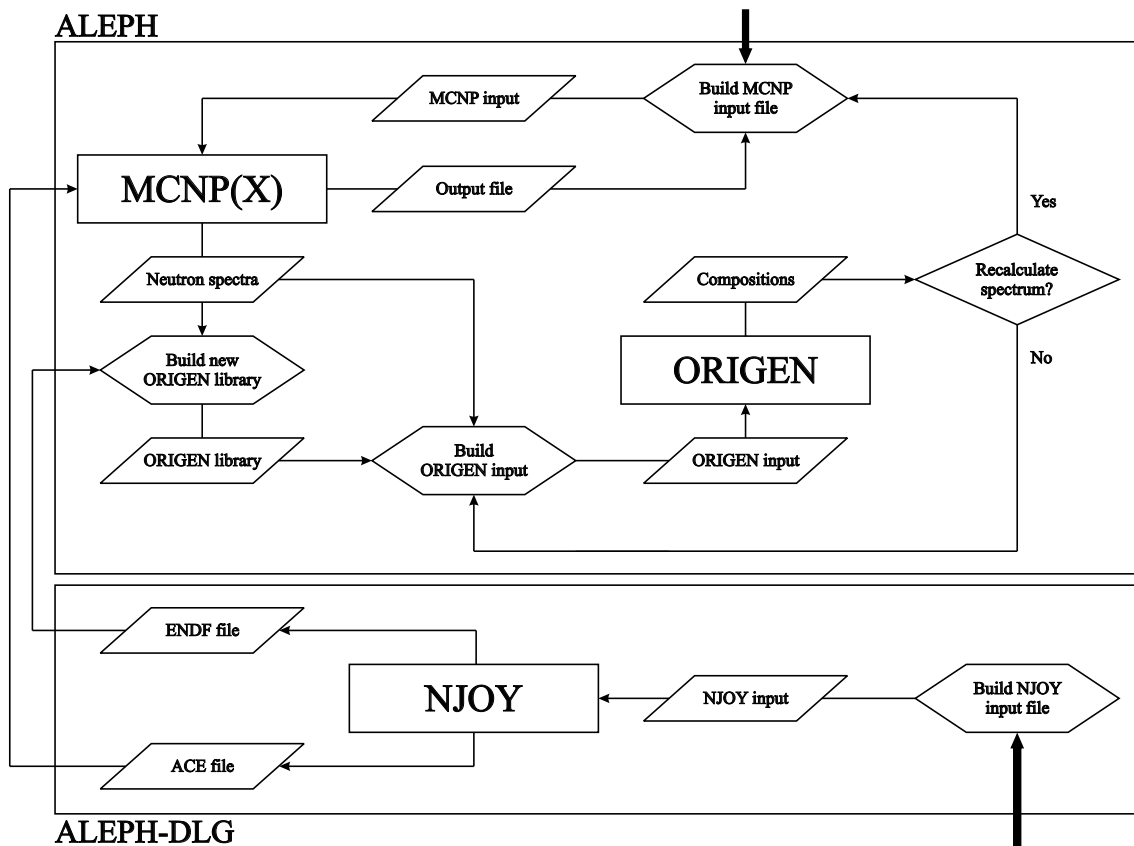 ALEPH
Build MCNP
input file
MCNP input
MCNP(X)
Output file
Yes
Neutron spectra
Compositions
Recalculate
spectrum?
Build new
ORIGEN library
ORIGEN
No
ORIGEN library
Build
ORIGEN input
ORIGEN input
ENDF file
NJOY
NJOY input
Build NJOY
input file
ACE file
ALEPH-DLG